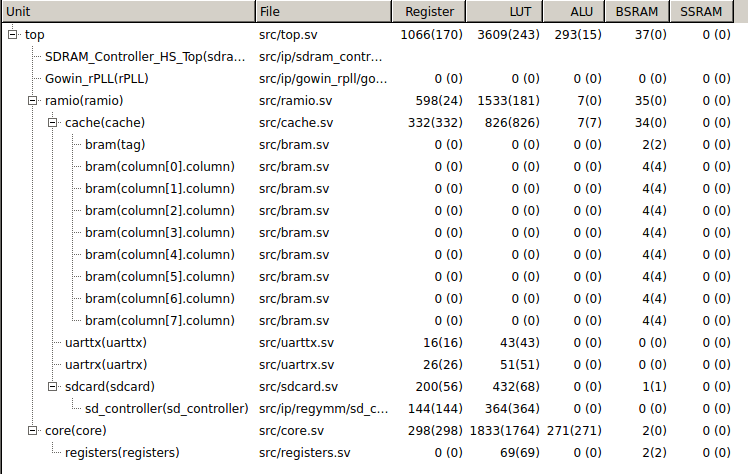 Unit File Register LUT ALU BSRAM SSRAM
top src/top.sv 1066(170) 3609(243) 293(15) 37(0) 0 (0)
SDRAM_Controller_HS_Top(sdra... src/ip/sdram_contr...
Gowin_rPLL(rPLL) src/ip/gowin_rpll/go... 0 (0) 0 (0) 0 (0) 0 (0) 0 (0)
ramio(ramio) src/ramio.sv 598(24) 1533(181) 7(0) 35(0) 0 (0)
cache(cache) src/cache.sv 332(332) 826(826) 7(7) 34(0) 0 (0)
bram(tag) src/bram.sv 0 (0) 0 (0) 0 (0) 2(2) 0 (0)
bram(column[0].column) src/bram.sv 0 (0) 0 (0) 0 (0) 4(4) 0 (0)
bram(column[1].column) src/bram.sv 0 (0) 0 (0) 0 (0) 4(4) 0 (0)
bram(column[2].column) src/bram.sv 0 (0) 0 (0) 0 (0) 4(4) 0 (0)
bram(column[3].column) src/bram.sv 0 (0) 0 (0) 0 (0) 4(4) 0 (0)
bram(column[4].column) src/bram.sv 0 (0) 0 (0) 0 (0) 4(4) 0 (0)
bram(column[5].column) src/bram.sv 0 (0) 0 (0) 0 (0) 4(4) 0 (0)
bram(column[6].column) src/bram.sv 0 (0) 0 (0) 0 (0) 4(4) 0 (0)
bram(column[7].column) src/bram.sv 0 (0) 0 (0) 0 (0) 4(4) 0 (0)
uarttx(uarttx) src/uarttx.sv 16(16) 43(43) 0 (0) 0 (0) 0 (0)
uartrx(uartrx) src/uartrx.sv 26(26) 51(51) 0 (0) 0 (0) 0 (0)
sdcard(sdcard) src/sdcard.sv 200(56) 432(68) 0 (0) 1(1) 0 (0)
sd_controller(sd_controller) src/ip/regymm/sd_c... 144(144) 364(364) 0 (0) 0 (0) 0 (0)
core(core) src/core.sv 298(298) 1833(1764) 271(271) 2(0) 0 (0)
registers(registers) src/registers.sv 0 (0) 69(69) 0 (0) 2(2) 0 (0)